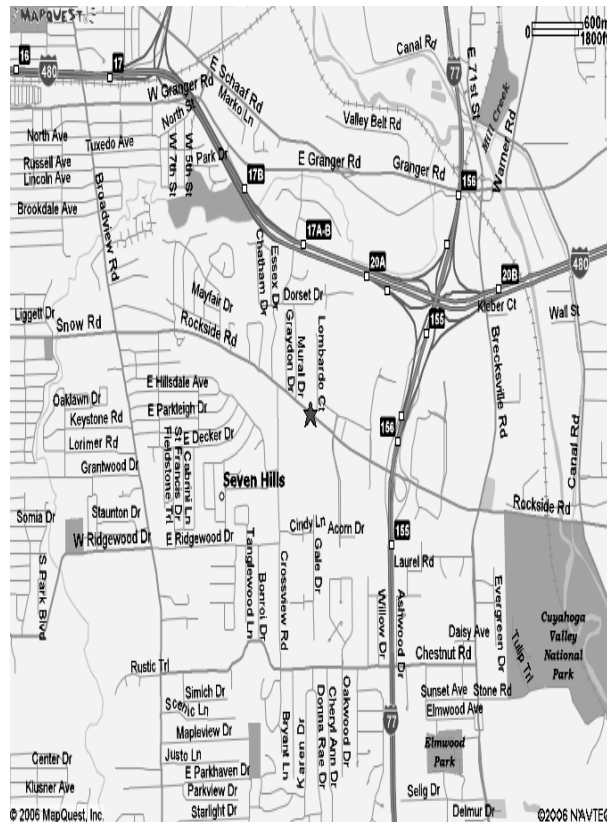 MAPQUEST
600m
0
1800ft
16
480
17
E Schaaf Rd
W Granger Rd
Marko Ln
North St
Canal Rd
77
E 71st St
Mill Creek
Warner Rd
Valley Belt Rd
North Ave
Tuxedo Ave
Russell Ave
Lincoln Ave
Brookdale Ave
Broadview Rd
W 7th St
W 5th St
Park Dr
E Granger Rd
Granger Rd
17B
156
17A-B
20A
20B
480
Chatham Dr
Essex Dr
Dorset Dr
Mayfair Dr
Liggett Dr
Snow Rd
Rockside Rd
Graydon Dr
Mural Dr
Lombardo Ct
155
Kleber Ct
Wall St
Brecksville Rd
Canal Rd
E Hillsdale Ave
Oaklawn Dr
E Parkleigh Dr
Keystone Rd
E Decker Dr
Lorimer Rd
Grantwood Dr
Fieldstone Trl
St Francis Dr
E Cabrini Ln
156
Seven Hills
Rockside Rd
Somia Dr
Staunton Dr
W Ridgewood Dr
E Ridgewood Dr
Cindy Ln
Acorn Dr
155
Laurel Rd
S Park Blvd
Tanglewood Ln
Bonroi Dr
Crossview Rd
Gale Dr
Willow Dr
Ashwood Dr
Evergreen Dr
Tulip Trl
Cuyahoga
Valley
National
Park
Daisy Ave
Chestnut Rd
Rustic Trl
Simich Dr
Scenic Ln
Mapleview Dr
Justo Ln
E Parkhaven Dr
Parkview Dr
Starlight Dr
Center Dr
Klusner Ave
Bryant Ln
Karen Dr
Donna Rae Dr
Cheryl Ann Dr
Oakwood Dr
77
Sunset Ave
Stone Rd
Elmwood Ave
Elmwood
Park
Selig Dr
Delmur Dr
© 2006 MapQuest, Inc.
©2006 NAVTEQ